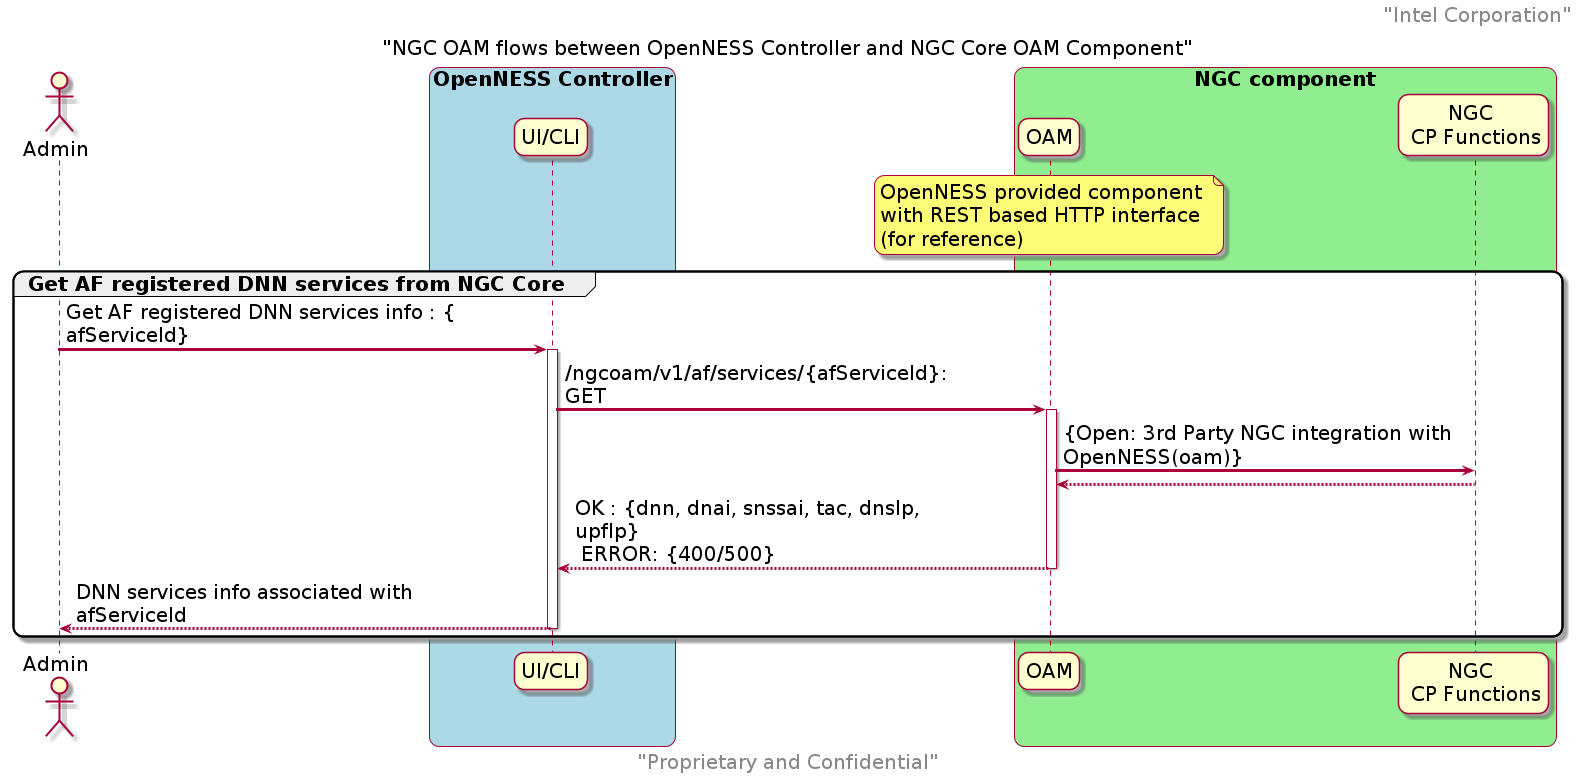 "Intel Corporation"
"NGC OAM flows between OpenNESS Controller and NGC Core OAM Component"
OpenNESS Controller
NGC component
Admin
UI/CLI
OAM
NGC
CP Functions
OpenNESS provided component
with REST based HTTP interface
(for reference)
Get AF registered DNN services from NGC Core
Get AF registered DNN services info : {
afServiceId}
/ngcoam/v1/af/services/{afServiceId}:
GET
{Open: 3rd Party NGC integration with
OpenNESS(oam)}
OK : {dnn, dnai, snssai, tac, dnsIp,
upfIp}
ERROR: {400/500}
DNN services info associated with
afServiceId
Admin
UI/CLI
OAM
NGC
CP Functions
"Proprietary and Confidential"